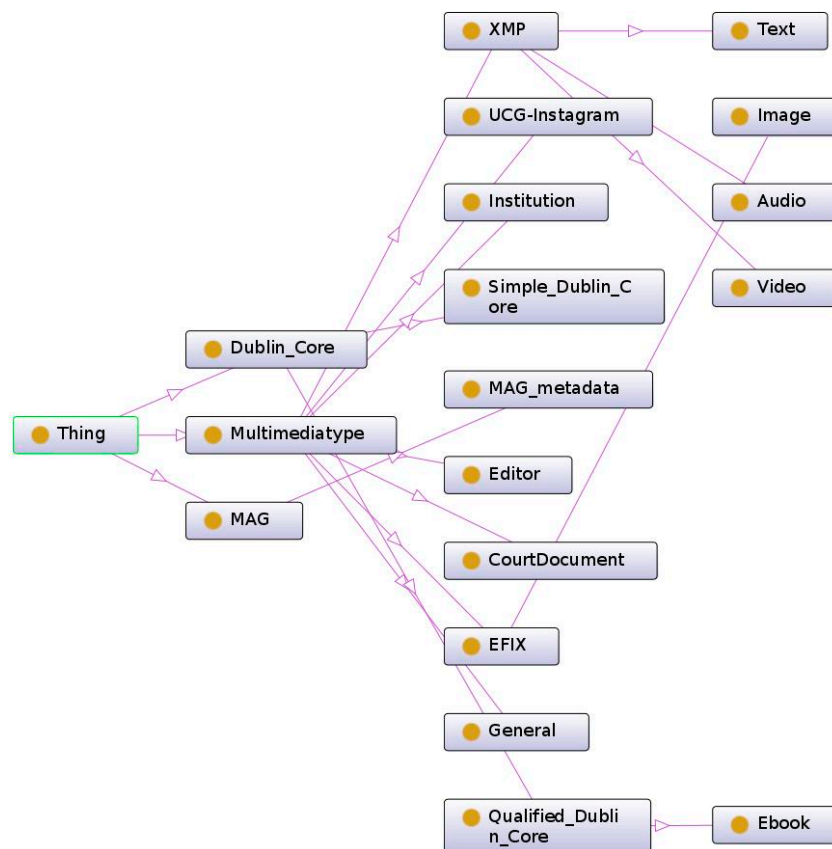 XMP
Text
UCG-Instagram
Image
Institution
Audio
Simple_Dublin_C
ore
Video
Dublin_Core
MAG_metadata
Thing
Multimediatype
Editor
MAG
CourtDocument
EFIX
General
Qualified_Dubli
n_Core
Ebook